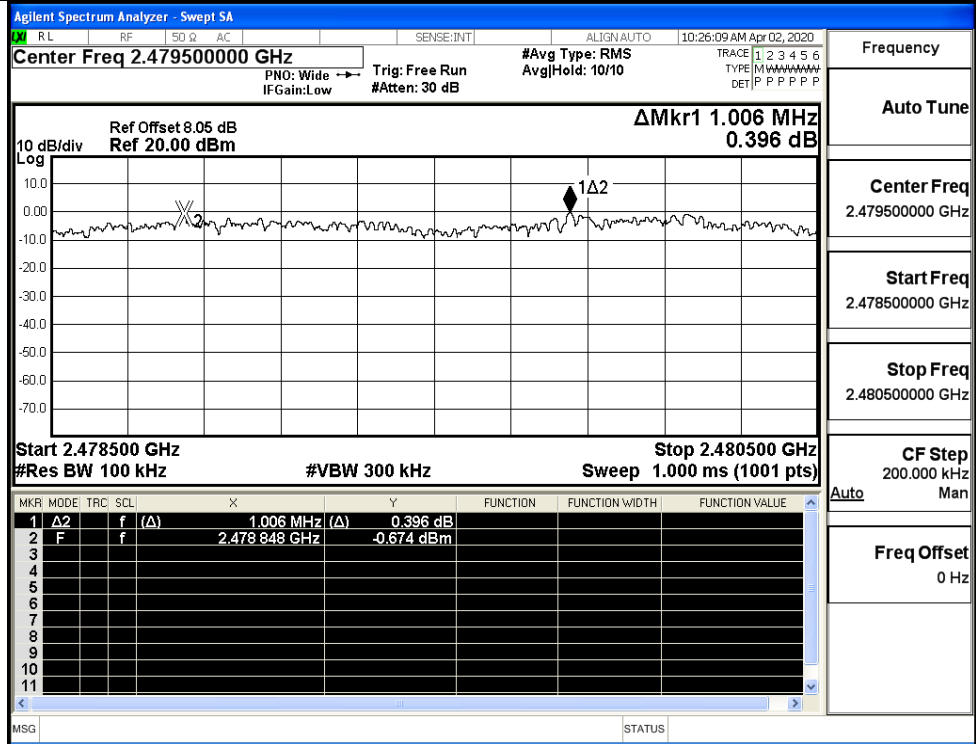 Agilent Spectrum Analyzer - Swept SA
LXI RL RF 50 Ω AC SENSE:INT ALIGN AUTO 10:26:09 AM Apr 02, 2020
Center Freq 2.479500000 GHz
PNO: Wide
IFGain:Low
Trig: Free Run
#Atten: 30 dB
#Avg Type: RMS
Avg|Hold: 10/10
TRACE 1 2 3 4 5 6
TYPE M WWWWW
DET P P P P P P
Ref Offset 8.05 dB
10 dB/div Ref 20.00 dBm
Log
ΔMkr1 1.006 MHz
0.396 dB
10.0
0.00
-10.0
-20.0
-30.0
-40.0
-50.0
-60.0
-70.0
2
1Δ2
Start 2.478500 GHz Stop 2.480500 GHz
#Res BW 100 kHz #VBW 300 kHz Sweep 1.000 ms (1001 pts)
MKR MODE TRC SCL X Y FUNCTION FUNCTION WIDTH FUNCTION VALUE
1 Δ2 f (Δ) 1.006 MHz (Δ) 0.396 dB
2 F f 2.478 848 GHz -0.674 dBm
3
4
5
6
7
8
9
10
11
MSG STATUS
Frequency
Auto Tune
Center Freq
2.479500000 GHz
Start Freq
2.478500000 GHz
Stop Freq
2.480500000 GHz
CF Step
200.000 kHz
Auto Man
Freq Offset
0 Hz